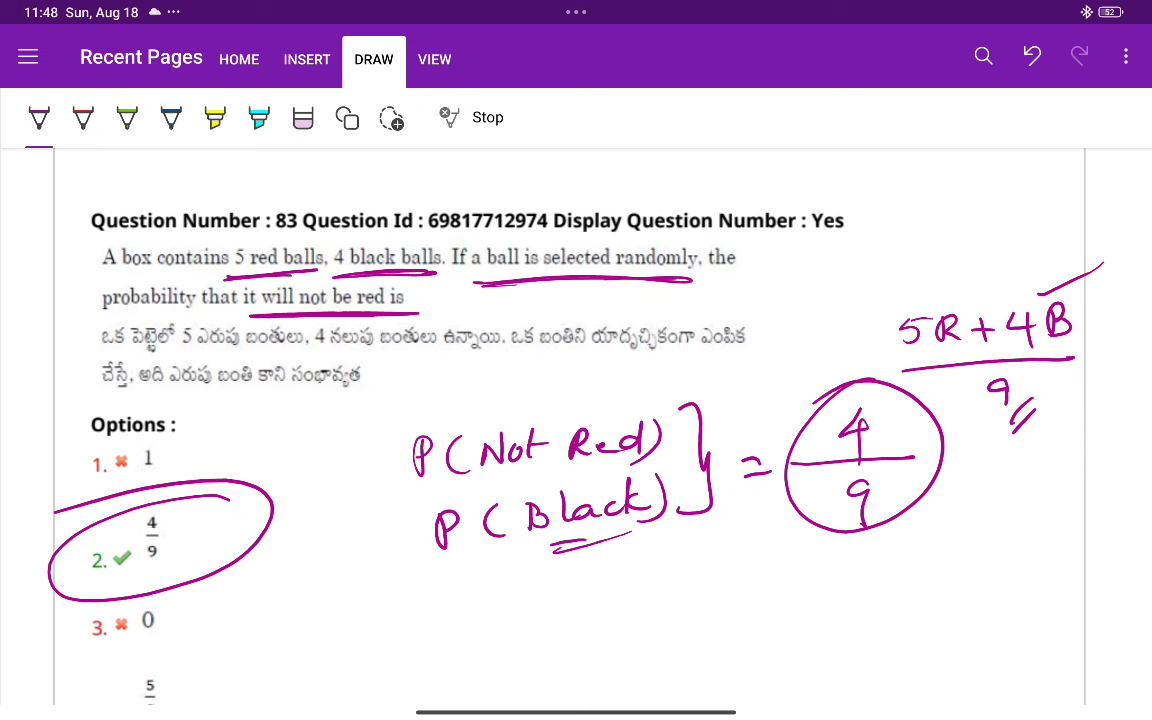 11:48 Sun, Aug 18
52
Recent Pages HOME INSERT DRAW VIEW
Stop
Question Number : 83 Question Id : 69817712974 Display Question Number : Yes
A box contains 5 red balls, 4 black balls. If a ball is selected randomly, the
probability that it will not be red is
ఒక పెట్టెలో 5 ఎరుపు బంతులు, 4 నలుపు బంతులు ఉన్నాయి. ఒక బంతిని యాదృచ్ఛికంగా ఎంపిక
చేస్తే, అది ఎరుపు బంతి కాని సంభావ్యత
5R + 4B
9
Options :
P (Not Red)
P (Black)
= 4
9
1. 1
2. 4
9
3. 0
5